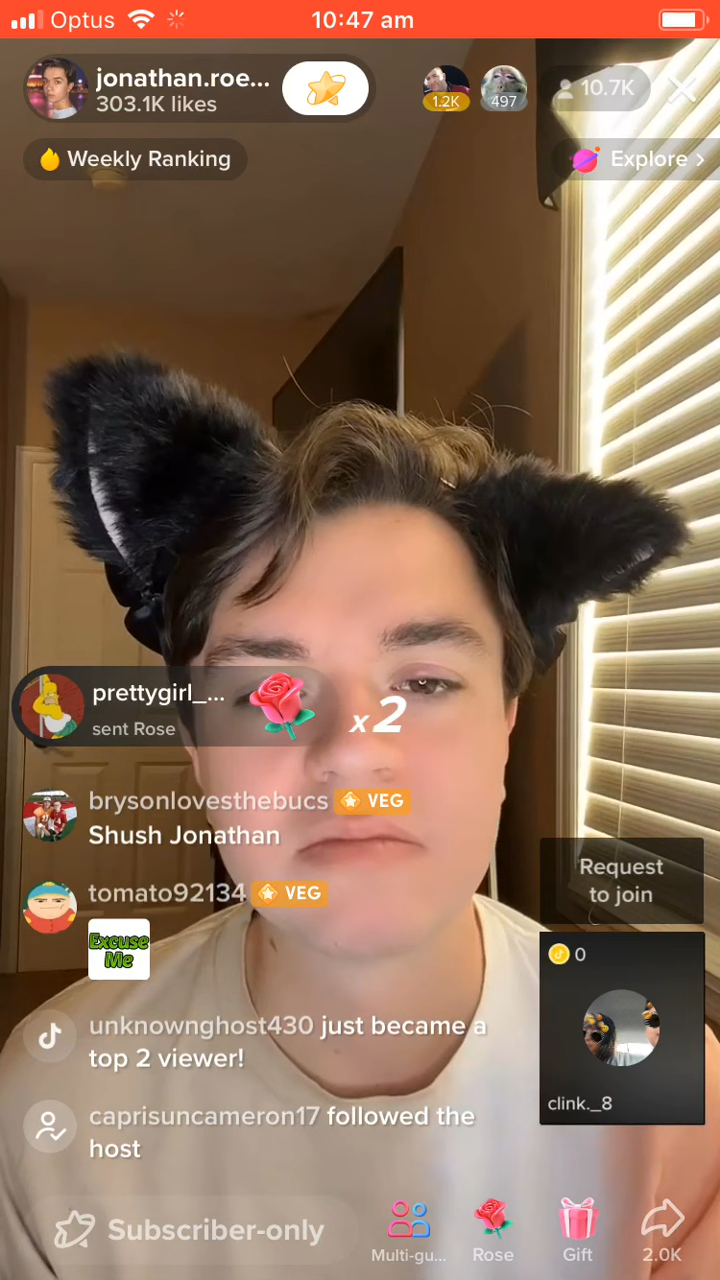 Optus
10:47 am
jonathan.roe...
303.1K likes
1.2K
497
10.7K
Weekly Ranking
Explore >
prettygirl_...
sent Rose
x2
brysonlovesthebucs VEG
Shush Jonathan
tomato92134 VEG
Excuse
Me
unknownghost430 just became a
top 2 viewer!
caprisuncameron17 followed the
host
Request
to join
0
clink._8
Subscriber-only
Multi-gu...
Rose
Gift
2.0K